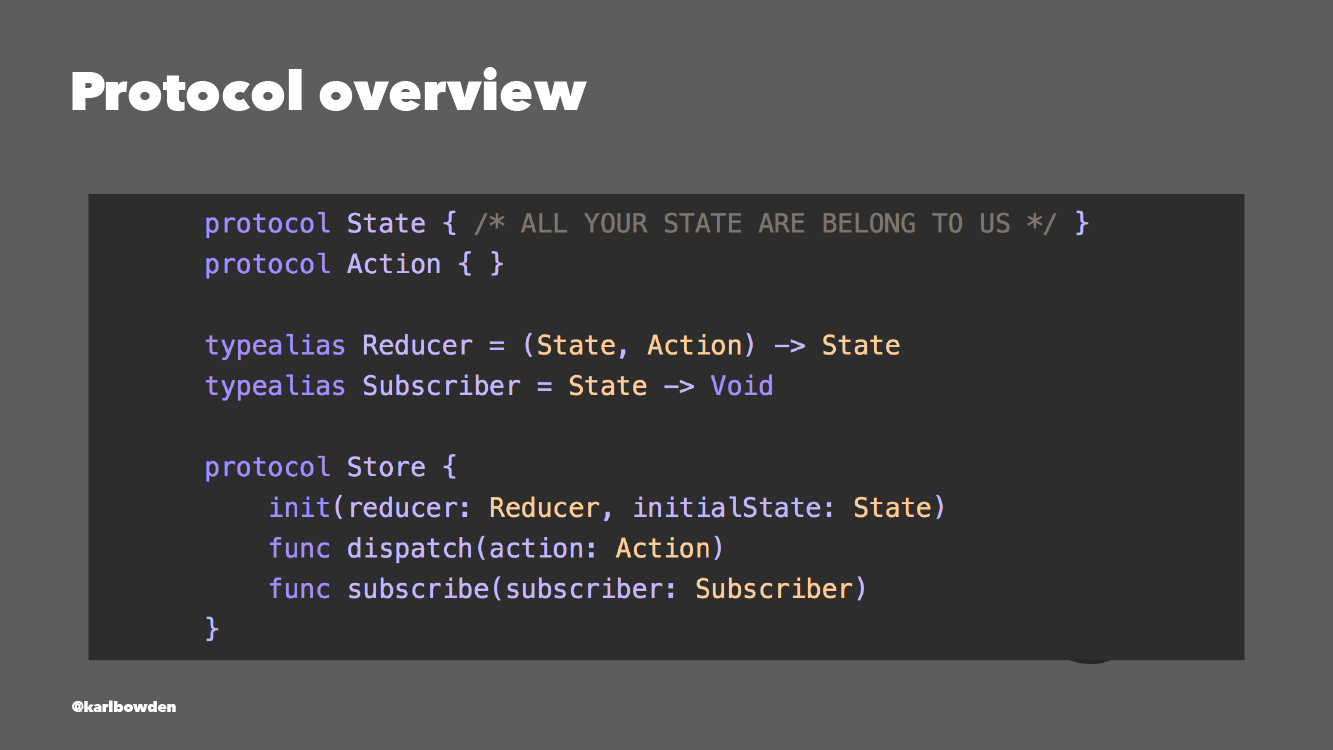 Protocol overview
protocol State { /* ALL YOUR STATE ARE BELONG TO US */ }
protocol Action { }
typealias Reducer = (State, Action) -> State
typealias Subscriber = State -> Void
protocol Store {
    init(reducer: Reducer, initialState: State)
    func dispatch(action: Action)
    func subscribe(subscriber: Subscriber)
}
@karlbowden